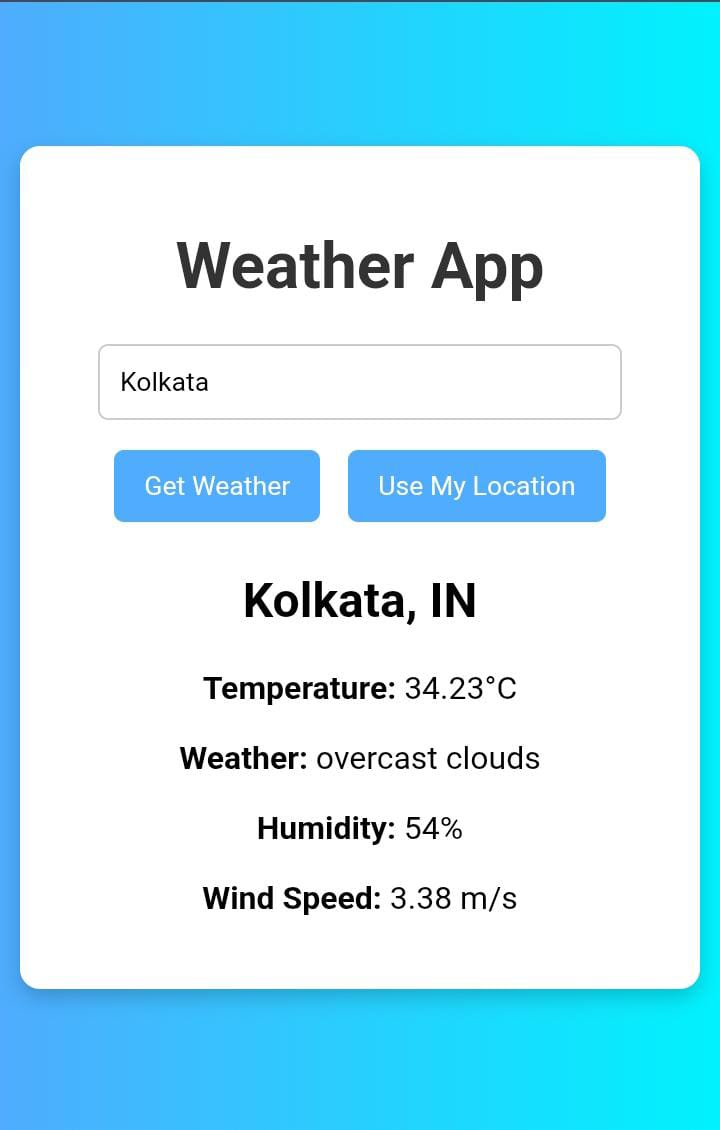 Weather App
Kolkata
Get Weather
Use My Location
Kolkata, IN
Temperature: 34.23°C
Weather: overcast clouds
Humidity: 54%
Wind Speed: 3.38 m/s